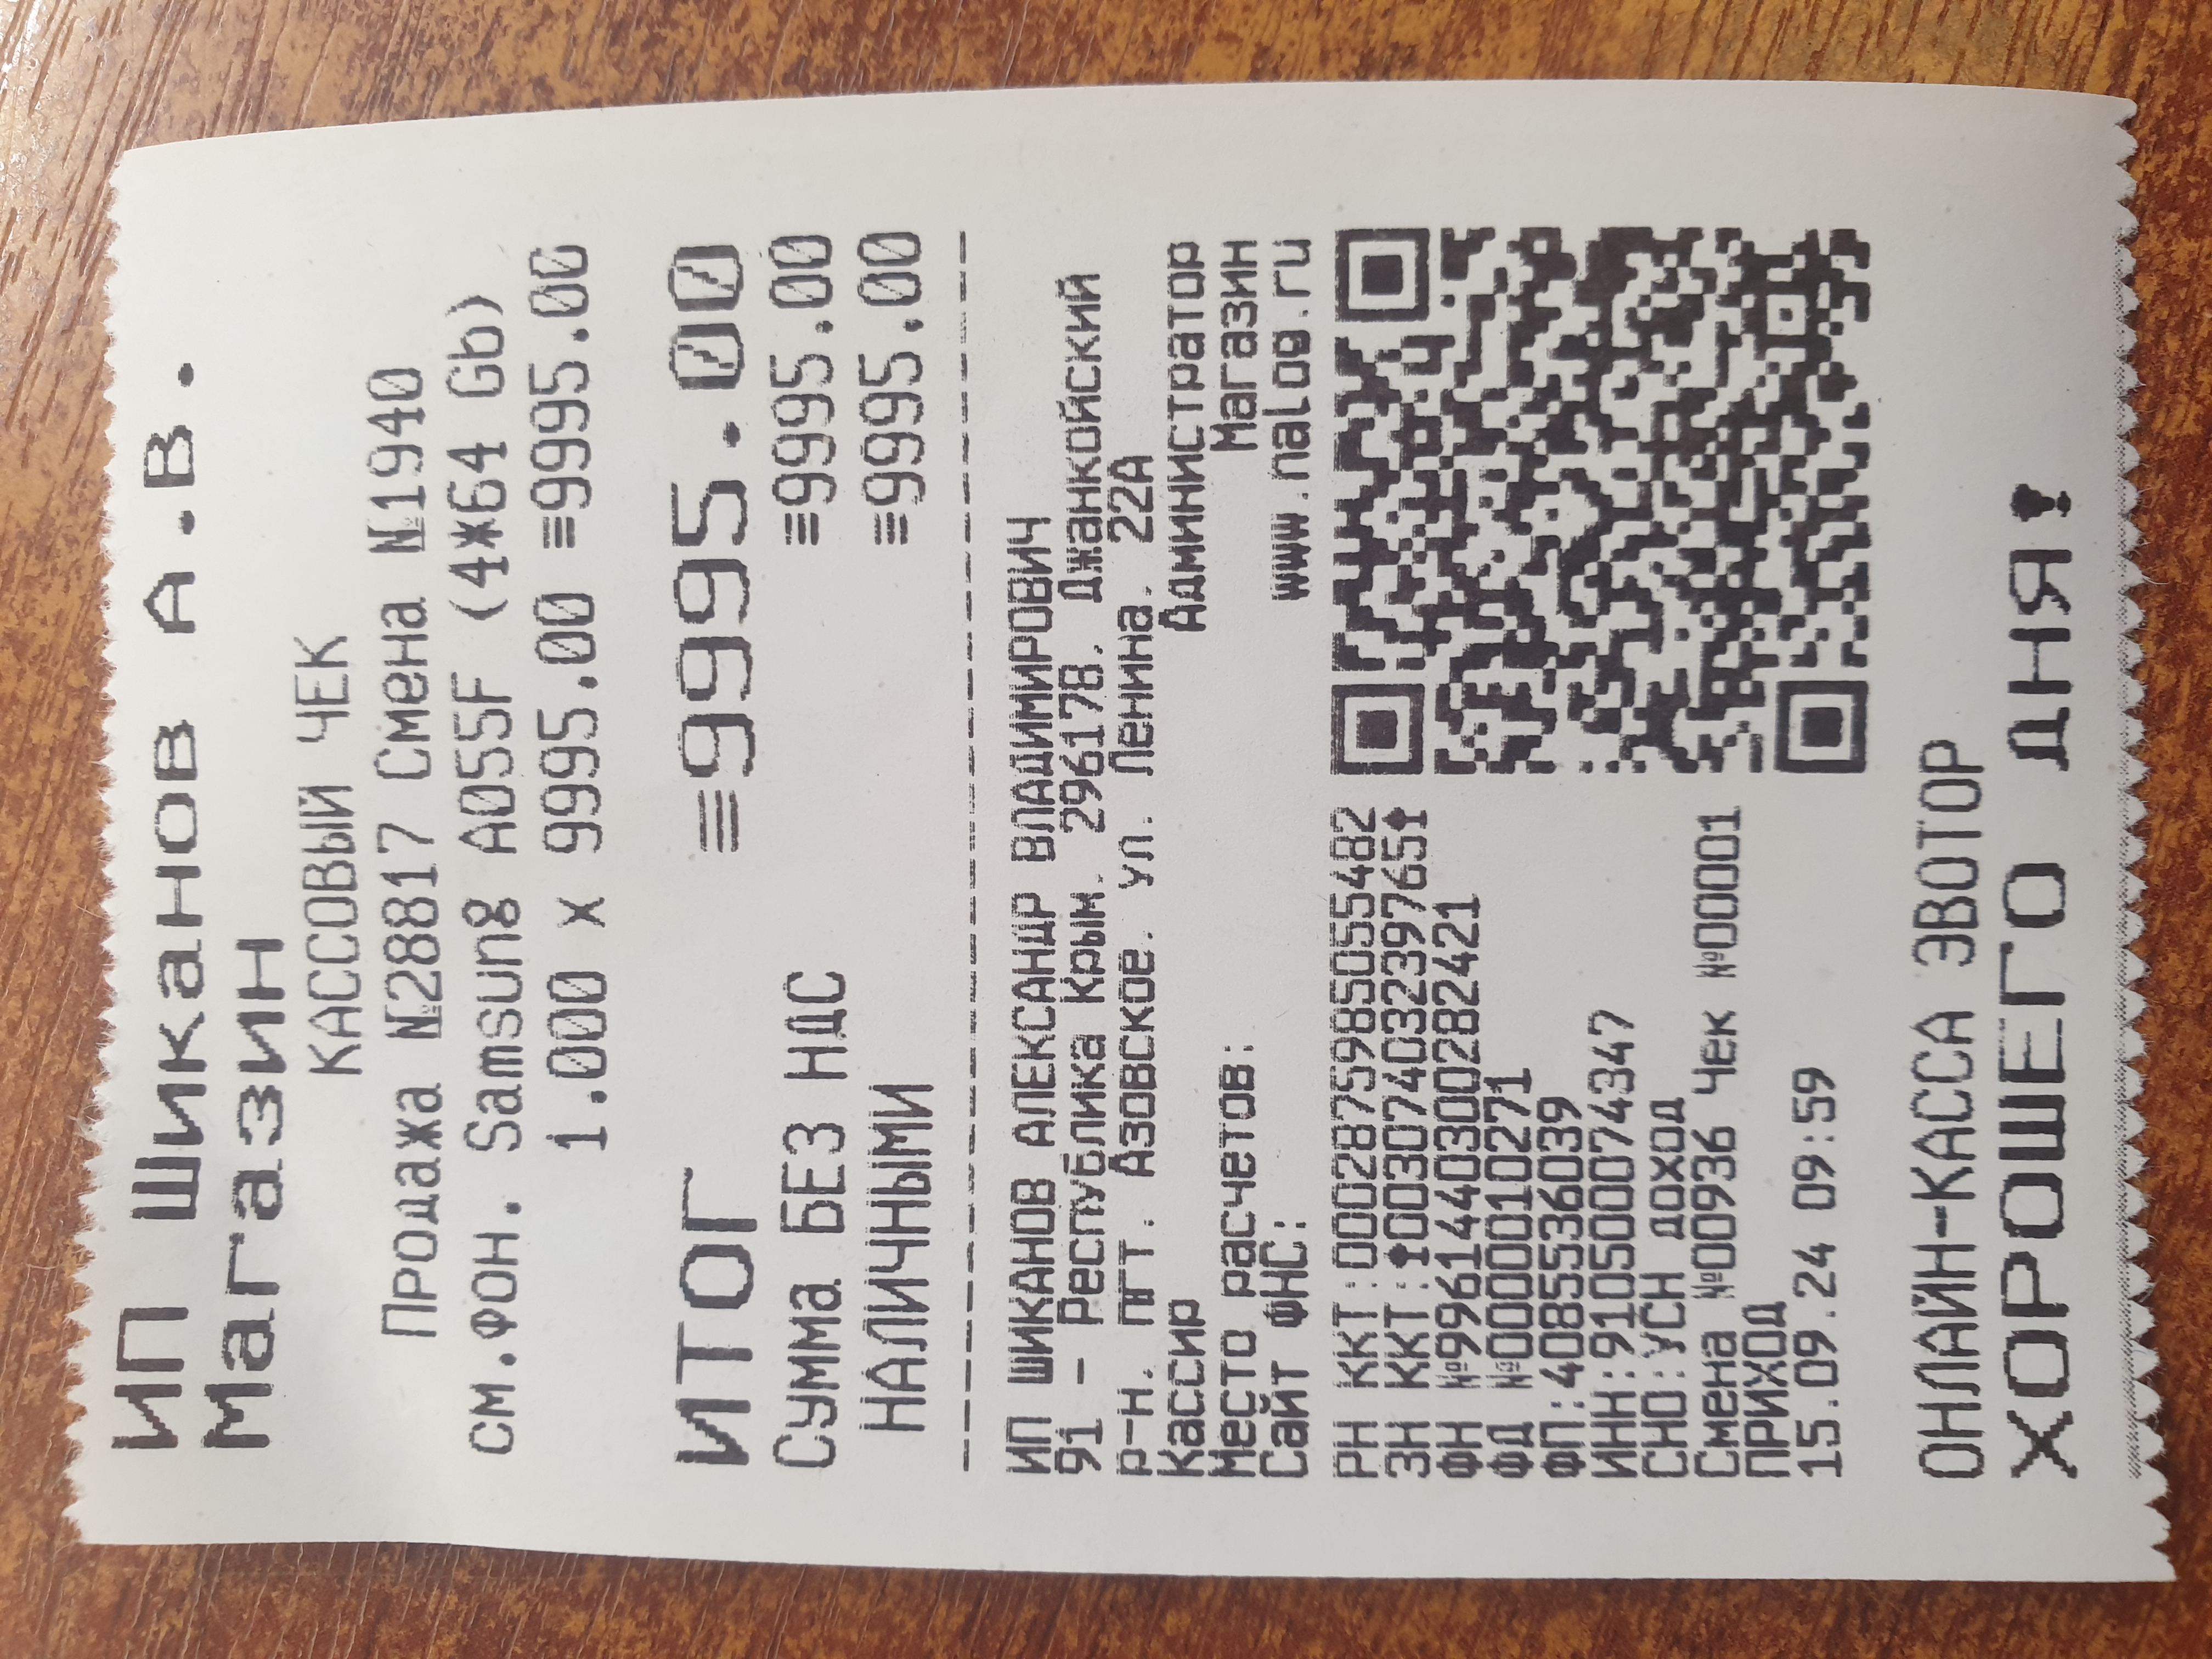 ИП Шиканов А.В.
Магазин
КАССОВЫЙ ЧЕК
Продажа №28817 Смена №1940
см.фон. Samsung A055F (4*64 Gb)
1.000 x 9995.00 ≡9995.00
ИТОГ ≡9995.00
Сумма БЕЗ НДС ≡9995.00
НАЛИЧНЫМИ ≡9995.00
ИП ШИКАНОВ АЛЕКСАНДР ВЛАДИМИРОВИЧ
91 - Республика Крым, 296178, Джанкойский
р-н, пгт. Азовское, ул. Ленина, 22А
Кассир Администратор
Место расчетов: Магазин
Сайт ФНС: www.nalog.ru
РН ККТ:0002875985055482
ЗН ККТ:00307403239765
ФН №9961440300282421
ФД №0000010271
ФП:4085536039
ИНН:910500074347
СНО:УСН ДОХОД
Смена №00936 Чек №00001
ПРИХОД
15.09.24 09:59
ОНЛАЙН-КАССА ЭВОТОР
ХОРОШЕГО ДНЯ!